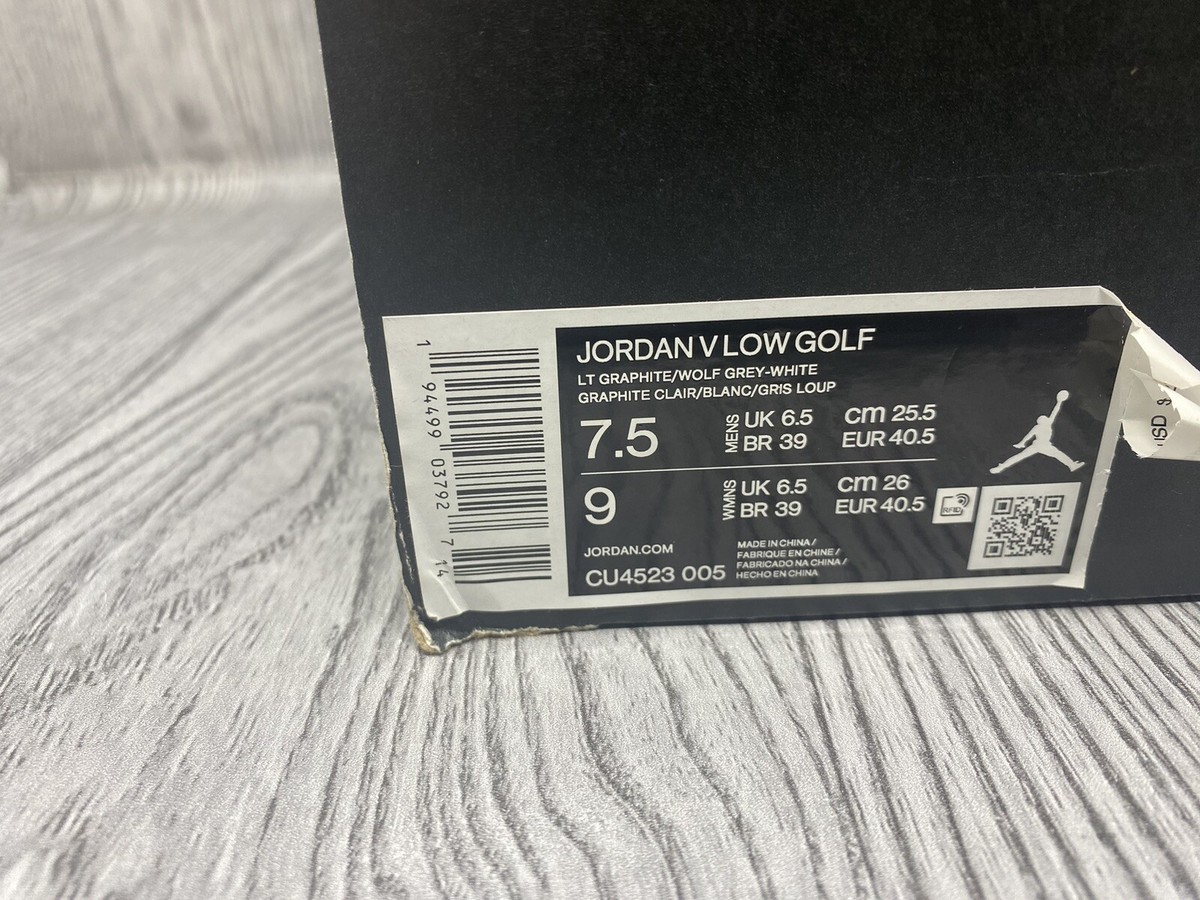 JORDAN V LOW GOLF
LT GRAPHITE/WOLF GREY-WHITE
GRAPHITE CLAIR/BLANC/GRIS LOUP
7.5
MENS
UK 6.5
cm 25.5
BR 39
EUR 40.5
9
WMNS
UK 6.5
cm 26
BR 39
EUR 40.5
RFID
JORDAN.COM
CU4523 005
MADE IN CHINA /
FABRIQUE EN CHINE /
FABRICADO NA CHINA /
HECHO EN CHINA
1 94499 03792 7 14